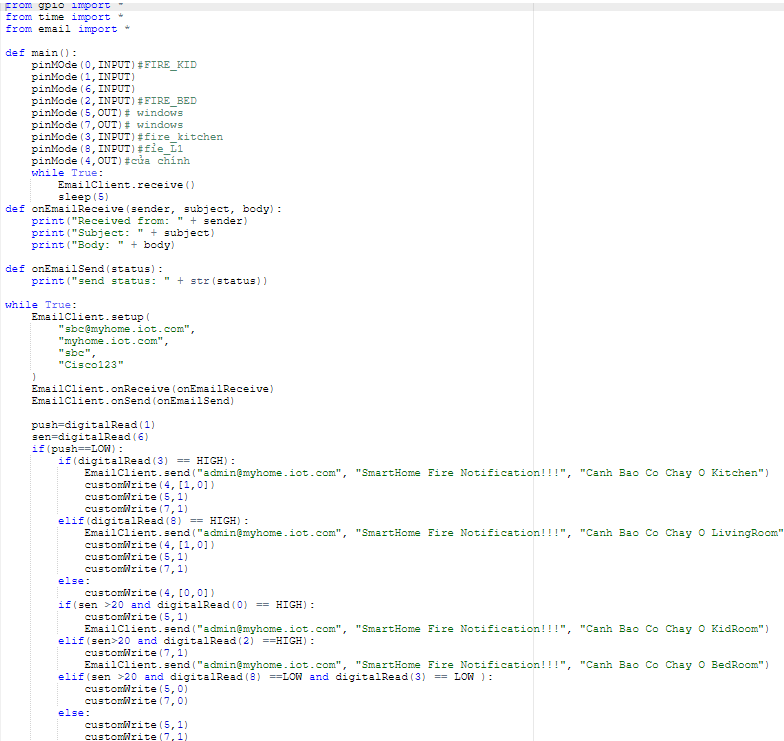 from gpio import *
from time import *
from email import *
def main():
pinMOde(0,INPUT)#FIRE_KID
pinMode(1,INPUT)
pinMode(6,INPUT)
pinMode(2,INPUT)#FIRE_BED
pinMode(5,OUT)# windows
pinMode(7,OUT)# windows
pinMode(3,INPUT)#fire_kitchen
pinMode(8,INPUT)#fỉe_L1
pinMode(4,OUT)#cửa chính
while True:
EmailClient.receive()
sleep(5)
def onEmailReceive(sender, subject, body):
print("Received from: " + sender)
print("Subject: " + subject)
print("Body: " + body)
def onEmailSend(status):
print("send status: " + str(status))
while True:
EmailClient.setup(
"sbc@myhome.iot.com",
"myhome.iot.com",
"sbc",
"Cisco123"
)
EmailClient.onReceive(onEmailReceive)
EmailClient.onSend(onEmailSend)
push=digitalRead(1)
sen=digitalRead(6)
if(push==LOW):
if(digitalRead(3) == HIGH):
EmailClient.send("admin@myhome.iot.com", "SmartHome Fire Notification!!!", "Canh Bao Co Chay O Kitchen")
customWrite(4,[1,0])
customWrite(5,1)
customWrite(7,1)
elif(digitalRead(8) == HIGH):
EmailClient.send("admin@myhome.iot.com", "SmartHome Fire Notification!!!", "Canh Bao Co Chay O LivingRoom"
customWrite(4,[1,0])
customWrite(5,1)
customWrite(7,1)
else:
customWrite(4,[0,0])
if(sen >20 and digitalRead(0) == HIGH):
customWrite(5,1)
EmailClient.send("admin@myhome.iot.com", "SmartHome Fire Notification!!!", "Canh Bao Co Chay O KidRoom")
elif(sen>20 and digitalRead(2) ==HIGH):
customWrite(7,1)
EmailClient.send("admin@myhome.iot.com", "SmartHome Fire Notification!!!", "Canh Bao Co Chay O BedRoom")
elif(sen >20 and digitalRead(8) ==LOW and digitalRead(3) == LOW ):
customWrite(5,0)
customWrite(7,0)
else:
customWrite(5,1)
customWrite(7,1)